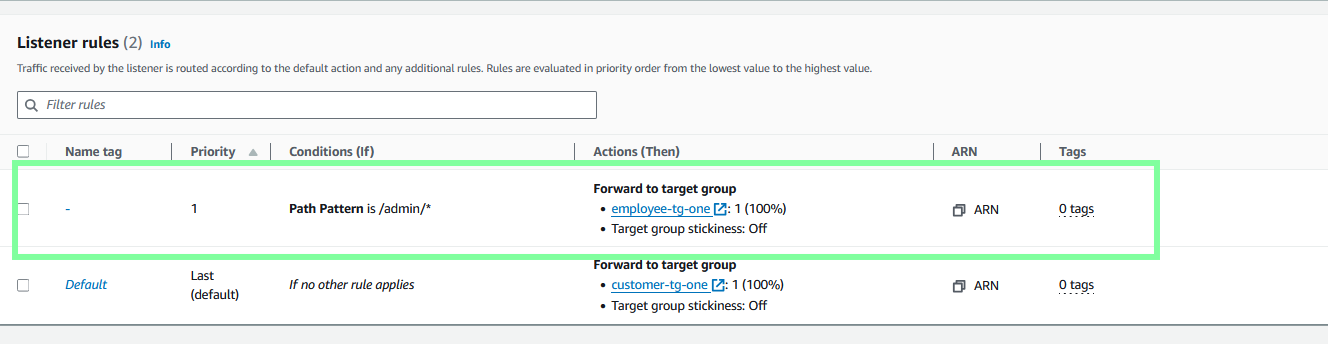 Listener rules (2) Info
Traffic received by the listener is routed according to the default action and any additional rules. Rules are evaluated in priority order from the lowest value to the highest value.
Filter rules
Name tag Priority Conditions (If) Actions (Then) ARN Tags
Forward to target group
- 1 Path Pattern is /admin/* • employee-tg-one: 1 (100%) ARN 0 tags
• Target group stickiness: Off
Forward to target group
Default Last (default) If no other rule applies • customer-tg-one: 1 (100%) ARN 0 tags
• Target group stickiness: Off